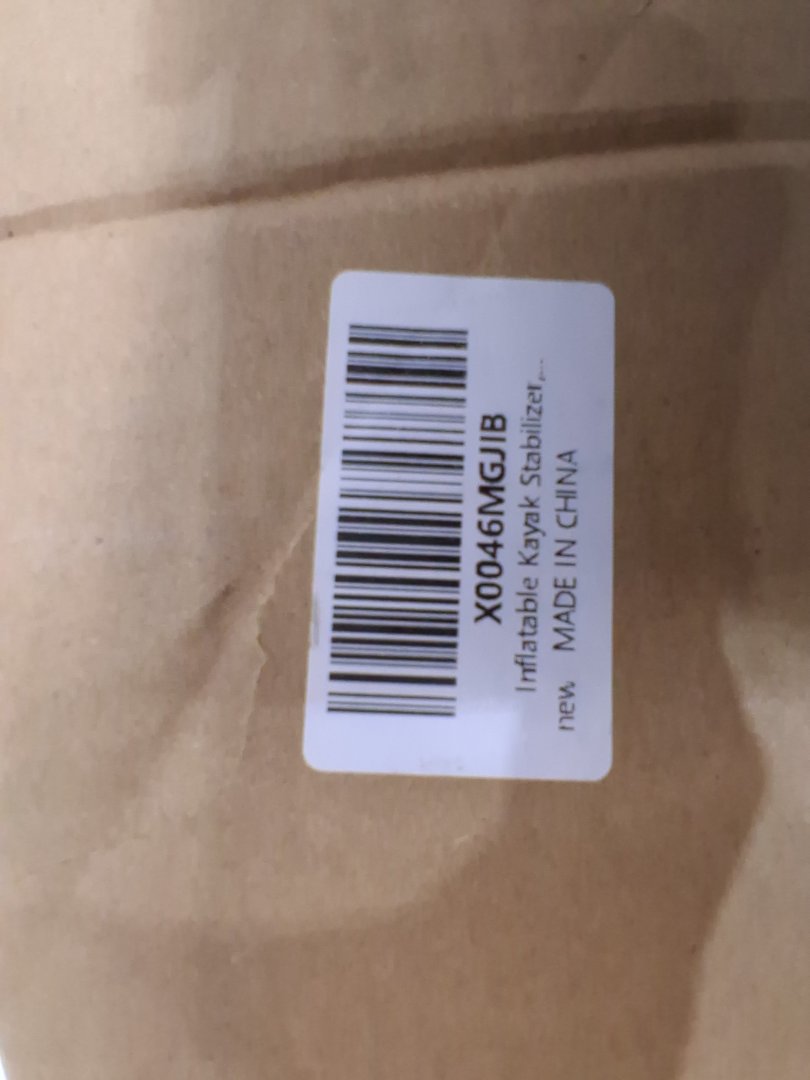 X0046MGJIB
Inflatable Kayak Stabilizer,...
new MADE IN CHINA